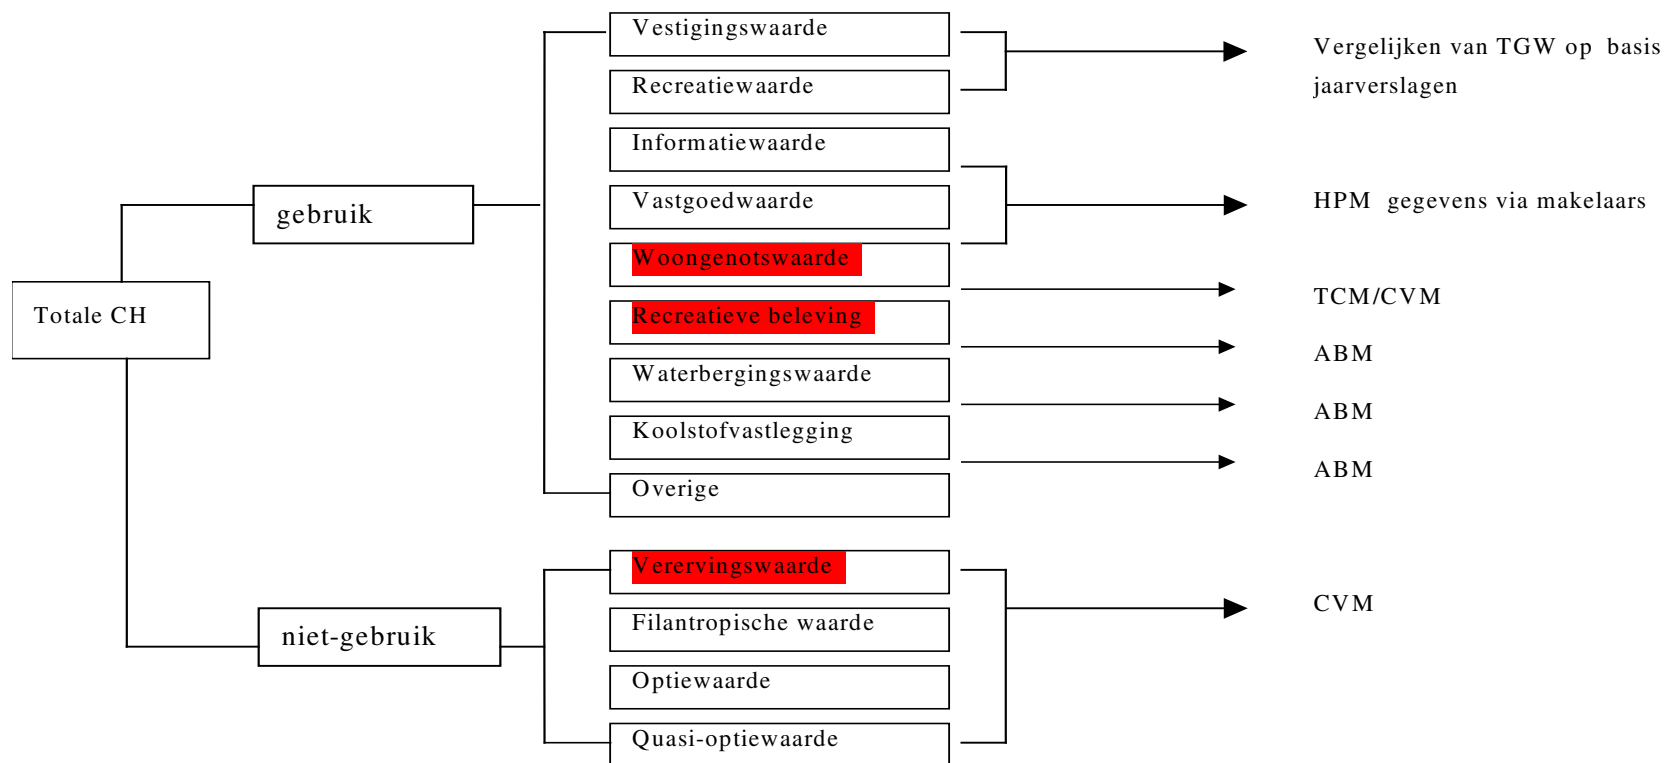 Vestigingswaarde
Vergelijken van TGW op basis
jaarverslagen
Recreatiewaarde
Informatiewaarde
Vastgoedwaarde
HPM gegevens via makelaars
gebruik
Woongenotswaarde
Totale CH
TCM/CVM
Recreatieve beleving
ABM
Waterbergingswaarde
ABM
Koolstofvastlegging
ABM
Overige
Verervingswaarde
CVM
Filantropische waarde
niet-gebruik
Optiewaarde
Quasi-optiewaarde